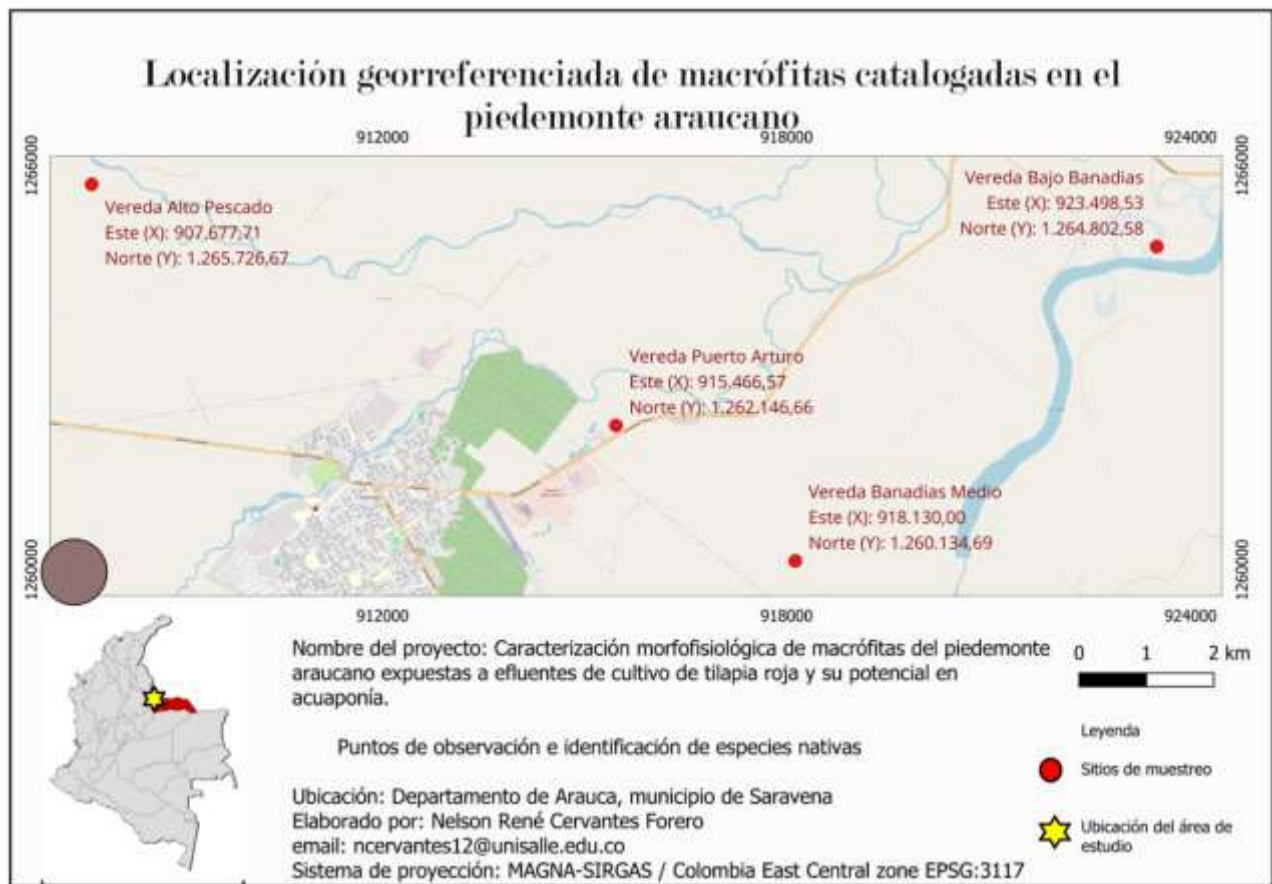 Localización georreferenciada de macrófitas catalogadas en el
piedemonte araucano
912000
918000
924000
1266000
1266000
Vereda Alto Pescado
Este (X): 907.677,71
Norte (Y): 1.265.726,67
Vereda Bajo Banadias
Este (X): 923.498,53
Norte (Y): 1.264.802,58
Vereda Puerto Arturo
Este (X): 915.466,57
Norte (Y): 1.262.146,66
Vereda Banadias Medio
Este (X): 918.130,00
Norte (Y): 1.260.134,69
1260000
1260000
912000
918000
924000
Nombre del proyecto: Caracterización morfofisiológica de macrófitas del piedemonte
araucano expuestas a efluentes de cultivo de tilapia roja y su potencial en
acuaponía.
0 1 2 km
Puntos de observación e identificación de especies nativas
Leyenda
Sitios de muestreo
Ubicación del área de
estudio
Ubicación: Departamento de Arauca, municipio de Saravena
Elaborado por: Nelson René Cervantes Forero
email: ncervantes12@unisalle.edu.co
Sistema de proyección: MAGNA-SIRGAS / Colombia East Central zone EPSG:3117